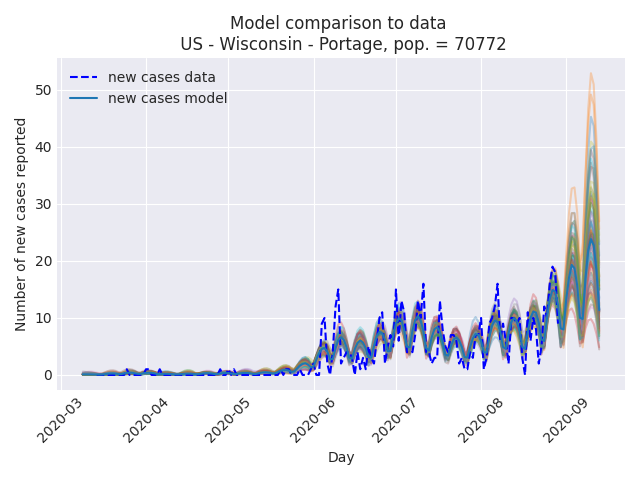 Model comparison to data
US - Wisconsin - Portage, pop. = 70772
new cases data
new cases model
Number of new cases reported
50
40
30
20
10
0
2020-03
2020-04
2020-05
2020-06
2020-07
2020-08
2020-09
Day